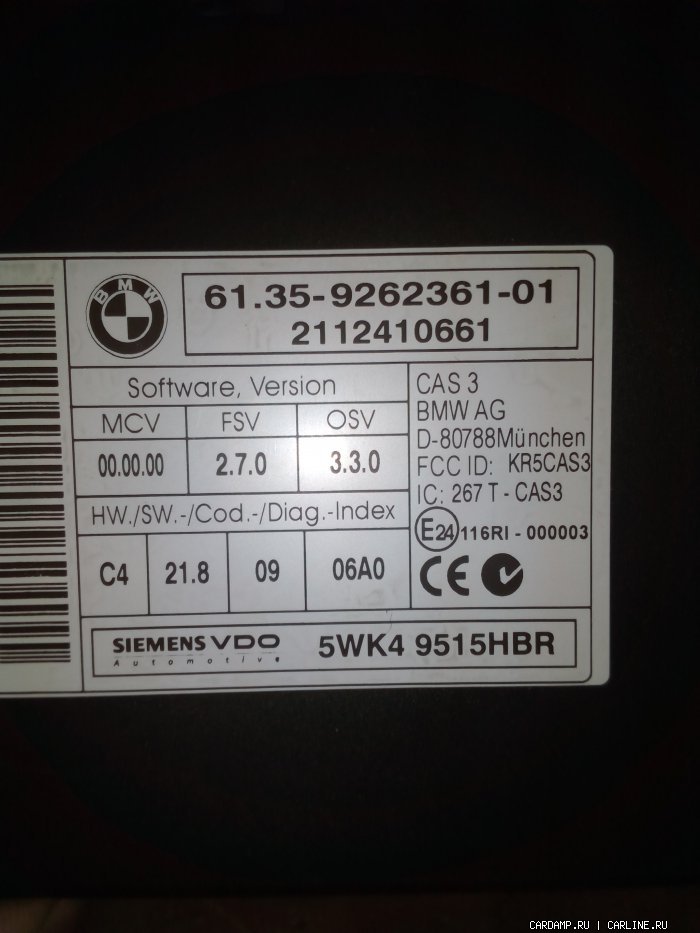 BMW
61.35-9262361-01
2112410661
Software, Version
MCV FSV OSV
00.00.00 2.7.0 3.3.0
HW./SW.-/Cod.-/Diag.-Index
C4 21.8 09 06A0
CAS 3
BMW AG
D-80788München
FCC ID: KR5CAS3
IC: 267 T - CAS3
E24 116RI - 000003
CE
SIEMENS VDO
Automotive
5WK4 9515HBR
CARDAMP.RU | CARLINE.RU